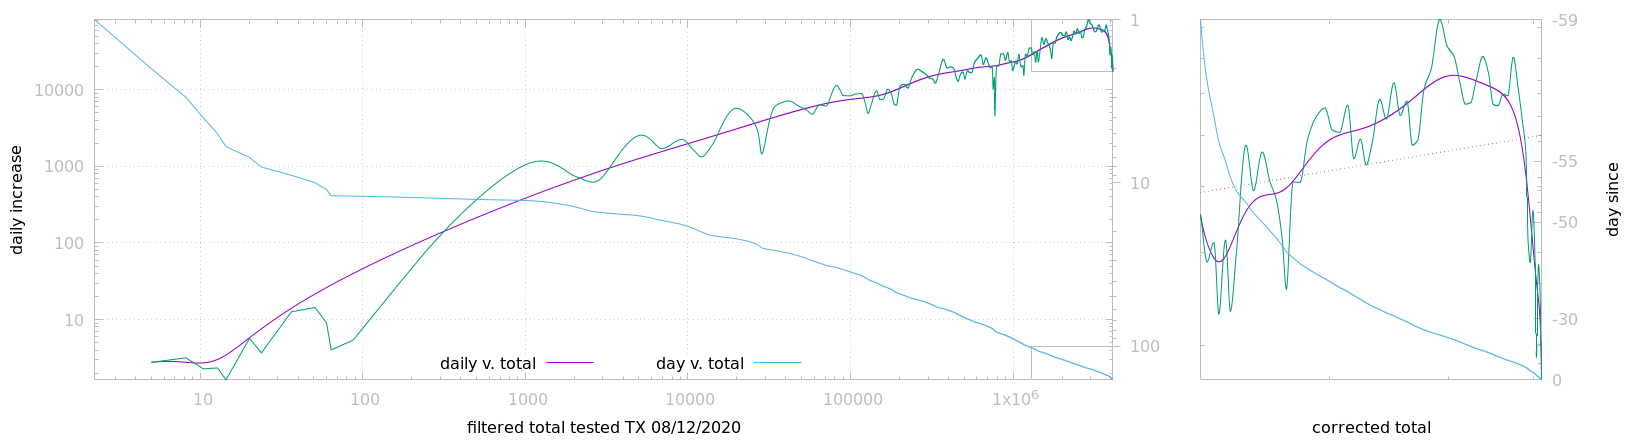 daily increase
10000
1000
100
10
10
100
1000
10000
100000
1x10^6
filtered total tested TX 08/12/2020
daily v. total
day v. total
1
10
100
-59
-55
-50
-30
0
day since
corrected total